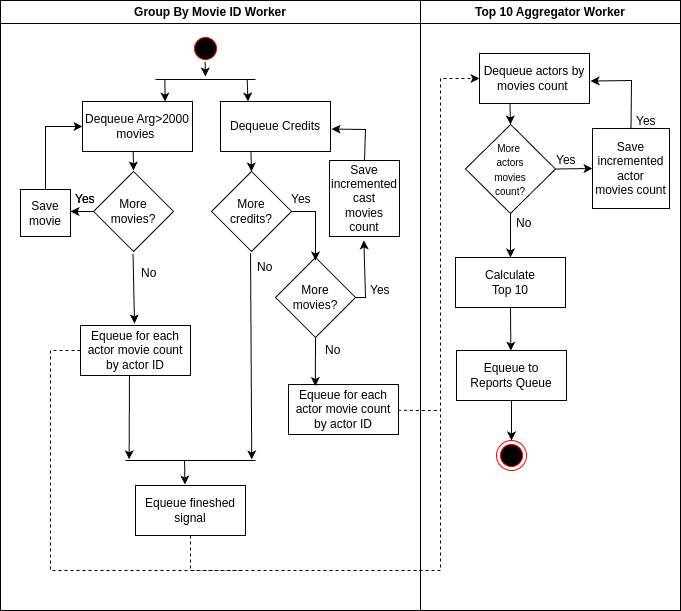 Group By Movie ID Worker
Top 10 Aggregator Worker
Dequeue Arg>2000
movies
Dequeue Credits
Dequeue actors by
movies count
Yes
Save
movie
Yes
More
movies?
No
More
credits?
Yes
No
Save
incremented
cast
movies
count
More
movies?
Yes
No
Equeue for each
actor movie count
by actor ID
Equeue for each
actor movie count
by actor ID
Equeue fineshed
signal
More
actors
movies
count?
Yes
Save
incremented
actor
movies count
Yes
No
Calculate
Top 10
Equeue to
Reports Queue